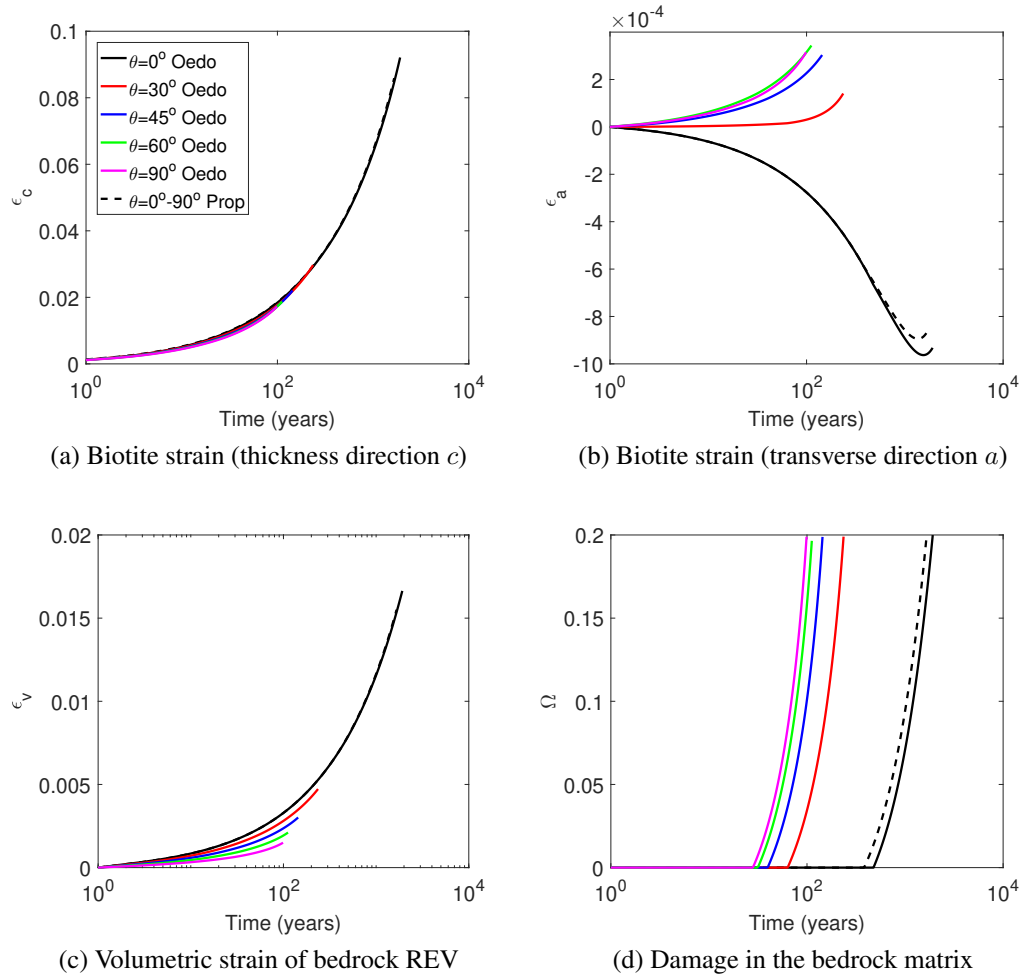 0.1
0.08
0.06
0.04
0.02
0
ϵc
θ=0° Oedo
θ=30° Oedo
θ=45° Oedo
θ=60° Oedo
θ=90° Oedo
θ=0°-90° Prop
10^0
10^2
10^4
Time (years)
(a) Biotite strain (thickness direction c)
×10^-4
2
0
-2
-4
-6
-8
-10
ϵa
10^0
10^2
10^4
Time (years)
(b) Biotite strain (transverse direction a)
0.02
0.015
0.01
0.005
0
ϵv
10^0
10^2
10^4
Time (years)
(c) Volumetric strain of bedrock REV
0.2
0.15
0.1
0.05
0
Ω
10^0
10^2
10^4
Time (years)
(d) Damage in the bedrock matrix